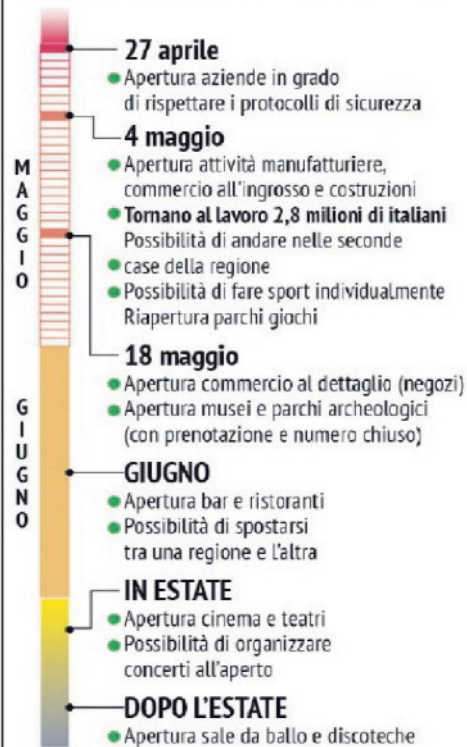 27 aprile
Apertura aziende in grado
di rispettare i protocolli di sicurezza
4 maggio
Apertura attività manufatturiere,
commercio all'ingrosso e costruzioni
Tornano al lavoro 2,8 milioni di italiani
Possibilità di andare nelle seconde
case della regione
Possibilità di fare sport individualmente
Riapertura parchi giochi
18 maggio
Apertura commercio al dettaglio (negozi)
Apertura musei e parchi archeologici
(con prenotazione e numero chiuso)
GIUGNO
Apertura bar e ristoranti
Possibilità di spostarsi
tra una regione e l'altra
IN ESTATE
Apertura cinema e teatri
Possibilità di organizzare
concerti all'aperto
DOPO L'ESTATE
Apertura sale da ballo e discoteche
MAGGIO
GIUGNO